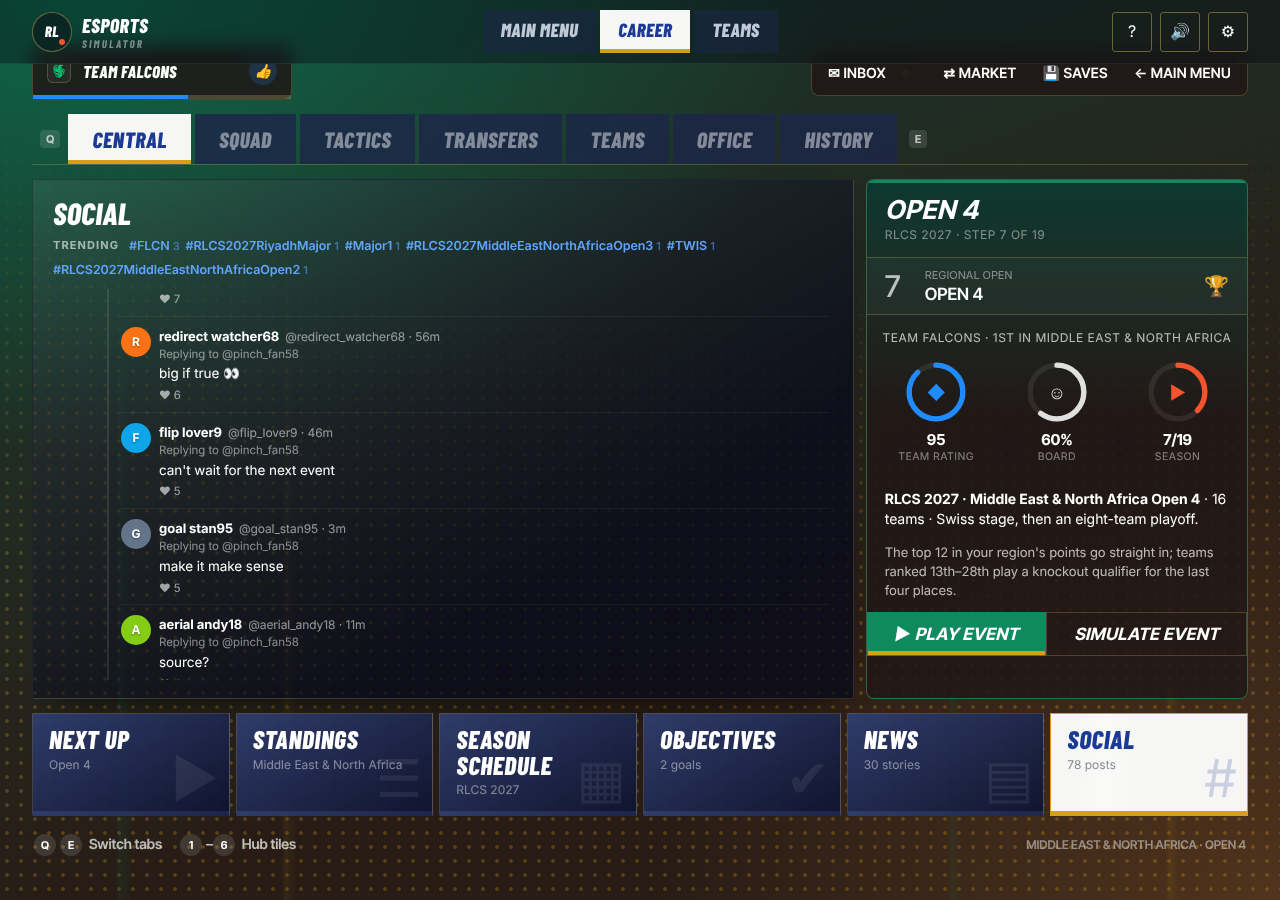 RL
ESPORTS
SIMULATOR
MAIN MENU
CAREER
TEAMS
?
TEAM FALCONS
✉ INBOX
⇄ MARKET
💾 SAVES
← MAIN MENU
Q
CENTRAL
SQUAD
TACTICS
TRANSFERS
TEAMS
OFFICE
HISTORY
E
SOCIAL
TRENDING #FLCN 3 #RLCS2027RiyadhMajor 1 #Major1 1 #RLCS2027MiddleEastNorthAfricaOpen3 1 #TWIS 1
#RLCS2027MiddleEastNorthAfricaOpen2 1
♥ 7
R
redirect watcher68 @redirect_watcher68 · 56m
Replying to @pinch_fan58
big if true 👀
♥ 6
F
flip lover9 @flip_lover9 · 46m
Replying to @pinch_fan58
can't wait for the next event
♥ 5
G
goal stan95 @goal_stan95 · 3m
Replying to @pinch_fan58
make it make sense
♥ 5
A
aerial andy18 @aerial_andy18 · 11m
Replying to @pinch_fan58
source?
OPEN 4
RLCS 2027 · STEP 7 OF 19
7
REGIONAL OPEN
OPEN 4
TEAM FALCONS · 1ST IN MIDDLE EAST & NORTH AFRICA
95
TEAM RATING
60%
BOARD
7/19
SEASON
RLCS 2027 · Middle East & North Africa Open 4 · 16
teams · Swiss stage, then an eight-team playoff.
The top 12 in your region's points go straight in; teams
ranked 13th–28th play a knockout qualifier for the last
four places.
▶ PLAY EVENT
SIMULATE EVENT
NEXT UP
Open 4
STANDINGS
Middle East & North Africa
SEASON
SCHEDULE
RLCS 2027
OBJECTIVES
2 goals
NEWS
30 stories
SOCIAL
78 posts
#
Q E Switch tabs 1 – 6 Hub tiles
MIDDLE EAST & NORTH AFRICA · OPEN 4